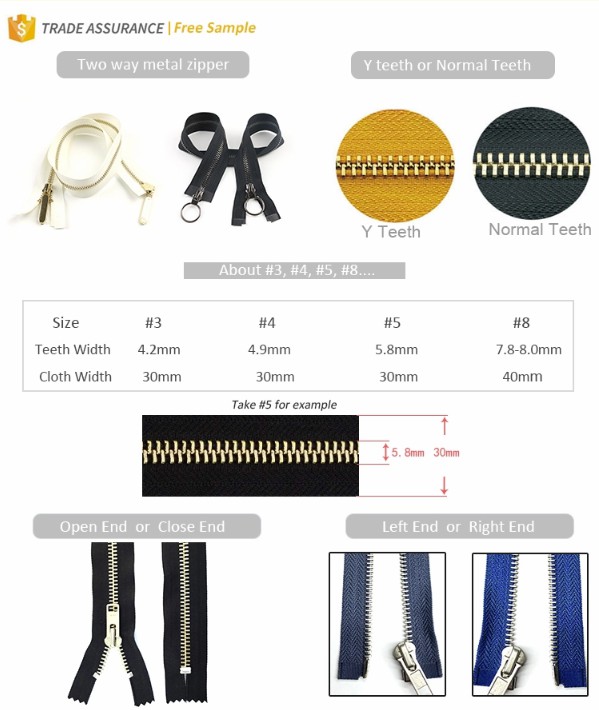 TRADE ASSURANCE | Free Sample
Two way metal zipper
Y teeth or Normal Teeth
Y Teeth
Normal Teeth
About #3, #4, #5, #8....
Size #3 #4 #5 #8
Teeth Width 4.2mm 4.9mm 5.8mm 7.8-8.0mm
Cloth Width 30mm 30mm 30mm 40mm
Take #5 for example
5.8mm 30mm
Open End or Close End
Left End or Right End